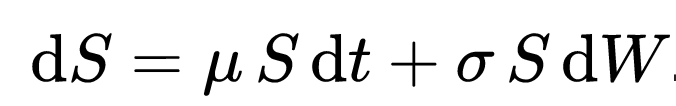 dS = μ S dt + σ S dW.